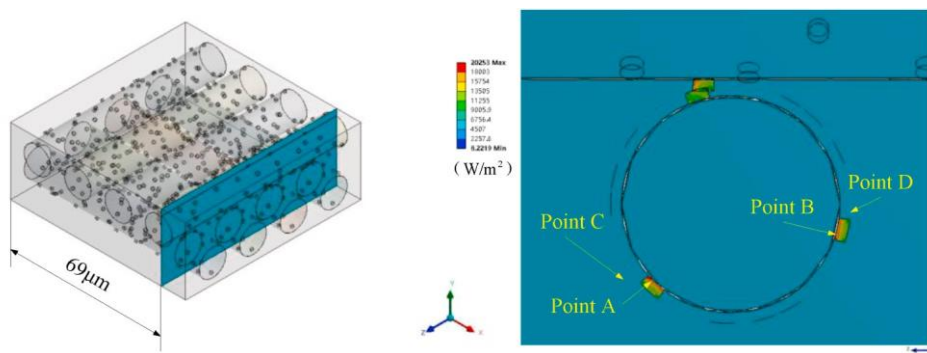 69μm
20253 Max
18003
15754
13505
11255
9005.9
6756.4
4507
2257.6
8.2219 Min
(W/m²)
Y
Z
X
Point D
Point B
Point C
Point A